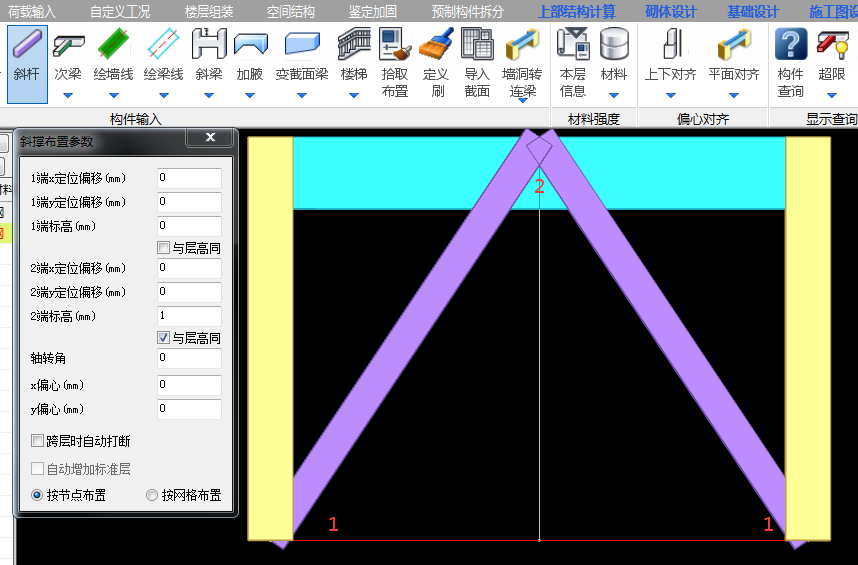 荷载输入 自定义工况 楼层组装 空间结构 鉴定加固 预制构件拆分 上部结构计算 砌体设计 基础设计 施工图设
斜杆 次梁 绘墙线 绘梁线 斜梁 加腋 变截面梁 楼梯 拾取布置 定义刷 导入截面 墙洞转连梁 本层信息 材料 上下对齐 平面对齐 构件查询 超限
构件输入 材料强度 偏心对齐 显示查询
斜撑布置参数
1端x定位偏移(mm) 0
1端y定位偏移(mm) 0
1端标高(mm) 0
与层高同
2端x定位偏移(mm) 0
2端y定位偏移(mm) 0
2端标高(mm) 1
与层高同
轴转角 0
x偏心(mm) 0
y偏心(mm) 0
跨层时自动打断
自动增加标准层
按节点布置 按网格布置
2
1 1